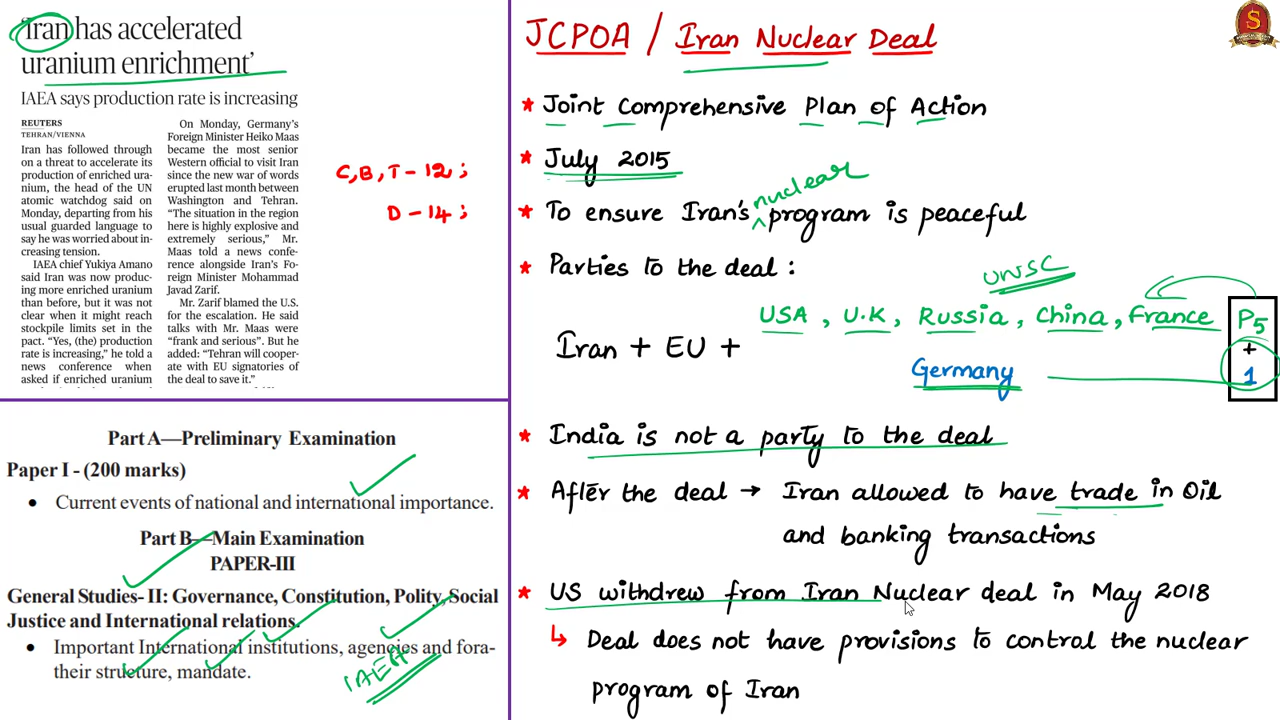 'Iran has accelerated
uranium enrichment'
IAEA says production rate is increasing
REUTERS
TEHRAN/VIENNA
Iran has followed through
on a threat to accelerate its
production of enriched ura-
nium, the head of the UN
atomic watchdog said on
Monday, departing from his
usual guarded language to
say he was worried about in-
creasing tension.
IAEA chief Yukiya Amano
said Iran was now produc-
ing more enriched uranium
than before, but it was not
clear when it might reach
stockpile limits set in the
pact. "Yes, (the) production
rate is increasing," he told a
news conference when
asked if enriched uranium
On Monday, Germany's
Foreign Minister Heiko Maas
became the most senior
Western official to visit Iran
since the new war of words
erupted last month between
Washington and Tehran.
"The situation in the region
here is highly explosive and
extremely serious," Mr.
Maas told a news confe-
rence alongside Iran's Fo-
reign Minister Mohammad
Javad Zarif.
Mr. Zarif blamed the U.S.
for the escalation. He said
talks with Mr. Maas were
"frank and serious". But he
added: "Tehran will cooper-
ate with EU signatories of
the deal to save it."
C, B, T - 12 ;
D - 14 ;
Part A—Preliminary Examination
Paper I - (200 marks)
• Current events of national and international importance.
Part B—Main Examination
PAPER-III
General Studies- II: Governance, Constitution, Polity, Social
Justice and International relations.
• Important International institutions, agencies and fora-
their structure, mandate.
IAEA
JCPOA / Iran Nuclear Deal
* Joint Comprehensive Plan of Action
* July 2015
nuclear
* To ensure Iran's ^ program is peaceful
* Parties to the deal :
UNSC
USA , U.K , Russia , China , France P5
Iran + EU + +
Germany 1
* India is not a party to the deal
* After the deal → Iran allowed to have trade in Oil
and banking transactions
* US withdrew from Iran Nuclear deal in May 2018
↳ Deal does not have provisions to control the nuclear
program of Iran
S